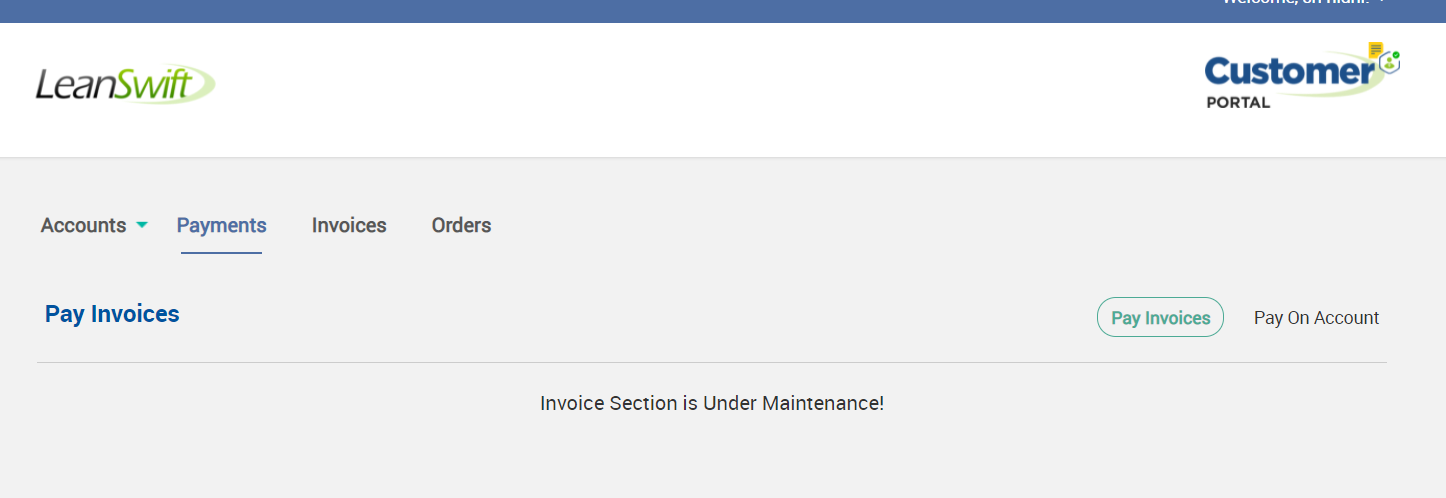 LeanSwift
Customer
PORTAL
Accounts
Payments
Invoices
Orders
Pay Invoices
Pay Invoices
Pay On Account
Invoice Section is Under Maintenance!